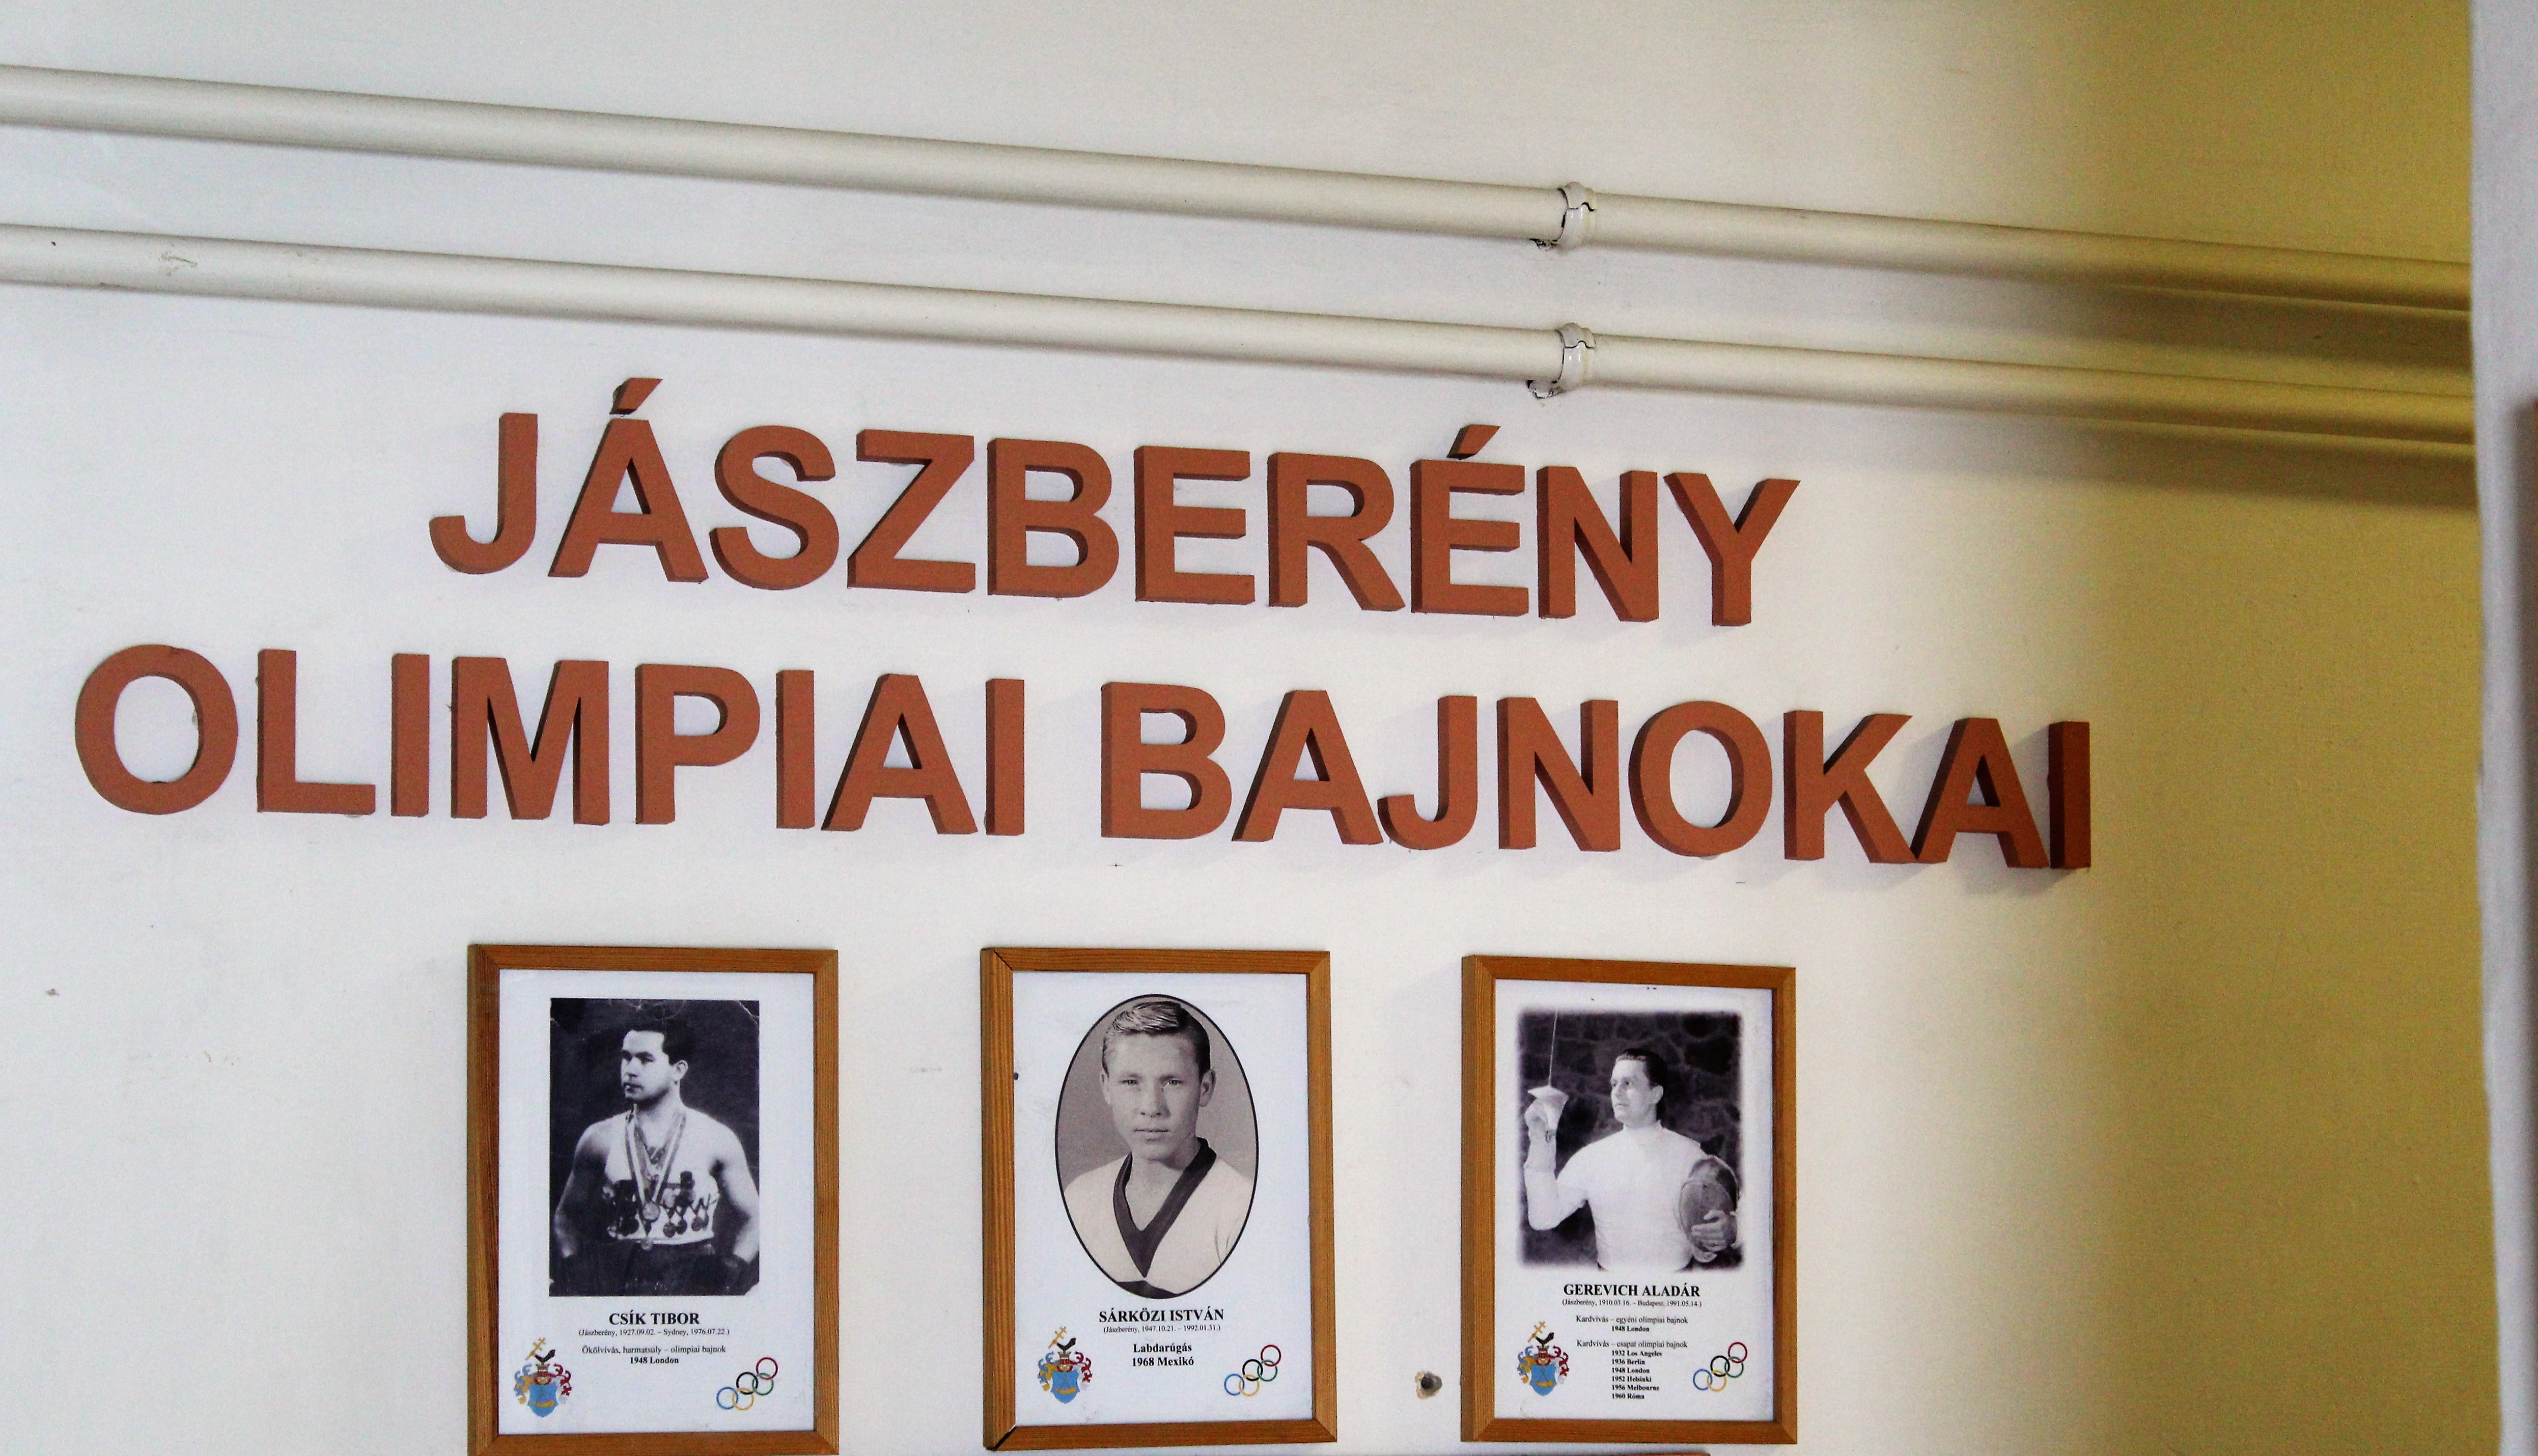 JÁSZBERÉNY
OLIMPIAI BAJNOKAI
CSÍK TIBOR
(Jászberény, 1927.09.02. – Sydney, 1976.07.22.)
Ökölvívás, harmatsúly – olimpiai bajnok
1948 London
SÁRKÖZI ISTVÁN
(Jászberény, 1947.10.21. – 1992.01.31.)
Labdarúgás
1968 Mexikó
GEREVICH ALADÁR
(Jászberény, 1910.03.16. – Budapest, 1991.05.14.)
Kardvívás – egyéni olimpiai bajnok
1948 London
Kardvívás – csapat olimpiai bajnok
1932 Los Angeles
1936 Berlin
1948 London
1952 Helsinki
1956 Melbourne
1960 Róma